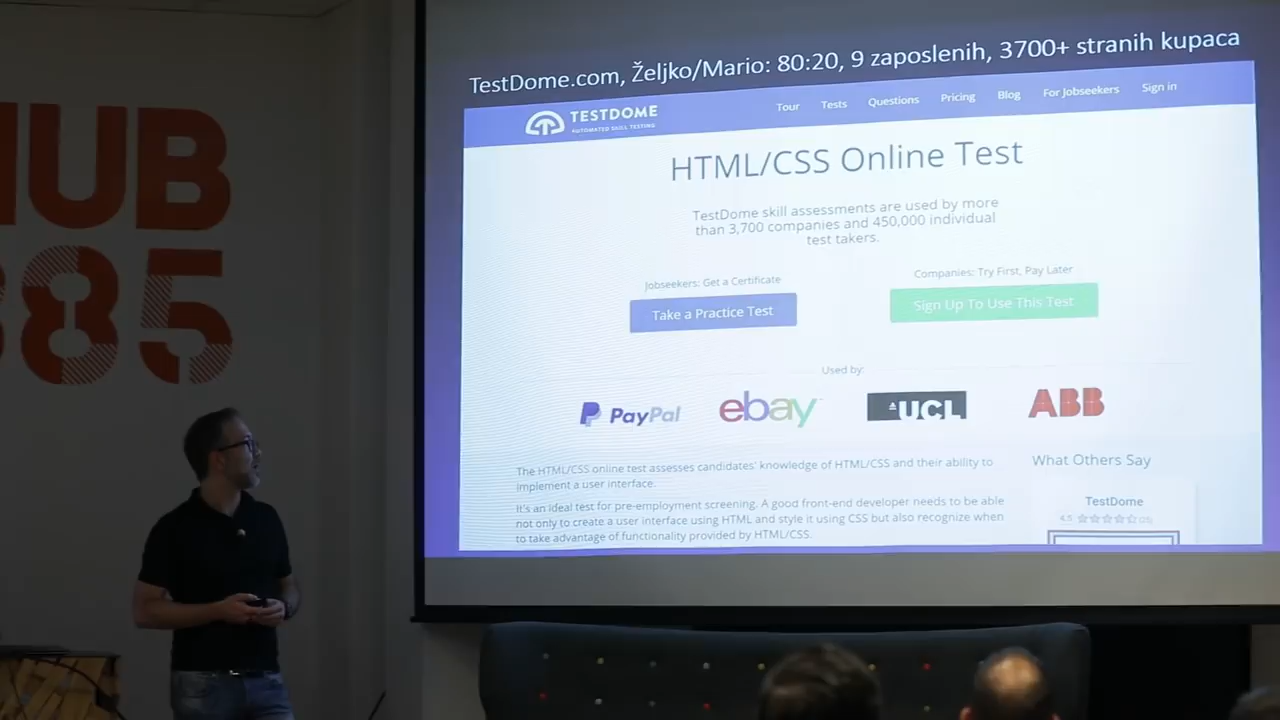 HUB
385
TestDome.com, Željko/Mario: 80:20, 9 zaposlenih, 3700+ stranih kupaca
TESTDOME
AUTOMATED SKILL TESTING
Tour Tests Questions Pricing Blog For Jobseekers Sign in
HTML/CSS Online Test
TestDome skill assessments are used by more
than 3,700 companies and 450,000 individual
test takers.
Jobseekers: Get a Certificate
Take a Practice Test
Companies: Try First, Pay Later
Sign Up To Use This Test
Used by:
PayPal ebay UCL ABB
The HTML/CSS online test assesses candidates' knowledge of HTML/CSS and their ability to
implement a user interface.
It's an ideal test for pre-employment screening. A good front-end developer needs to be able
not only to create a user interface using HTML and style it using CSS but also recognize when
to take advantage of functionality provided by HTML/CSS.
What Others Say
TestDome
4.5